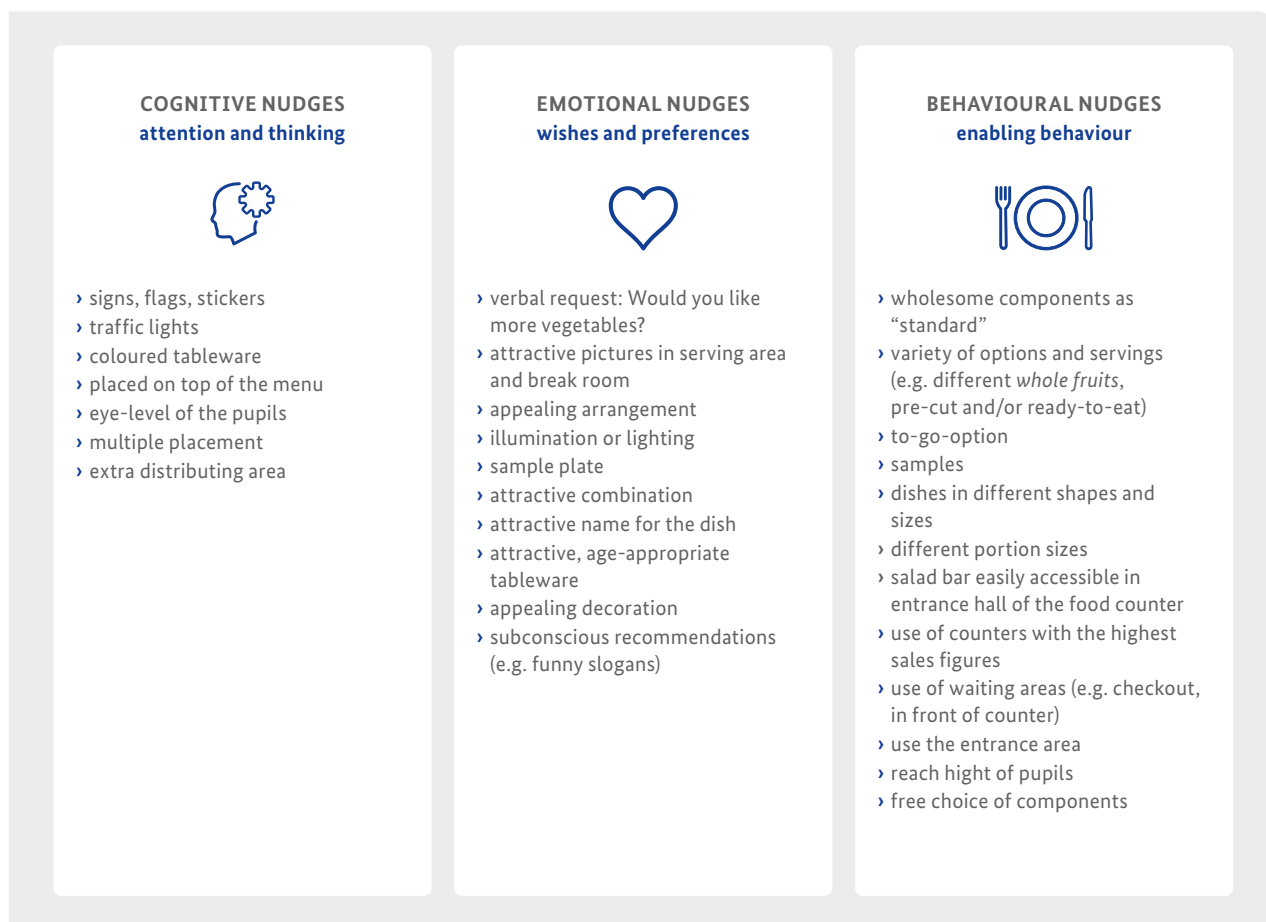 COGNITIVE NUDGES
attention and thinking
› signs, flags, stickers
› traffic lights
› coloured tableware
› placed on top of the menu
› eye-level of the pupils
› multiple placement
› extra distributing area
EMOTIONAL NUDGES
wishes and preferences
› verbal request: Would you like
more vegetables?
› attractive pictures in serving area
and break room
› appealing arrangement
› illumination or lighting
› sample plate
› attractive combination
› attractive name for the dish
› attractive, age-appropriate
tableware
› appealing decoration
› subconscious recommendations
(e.g. funny slogans)
BEHAVIOURAL NUDGES
enabling behaviour
› wholesome components as
“standard”
› variety of options and servings
(e.g. different whole fruits,
pre-cut and/or ready-to-eat)
› to-go-option
› samples
› dishes in different shapes and
sizes
› different portion sizes
› salad bar easily accessible in
entrance hall of the food counter
› use of counters with the highest
sales figures
› use of waiting areas (e.g. checkout,
in front of counter)
› use the entrance area
› reach hight of pupils
› free choice of components